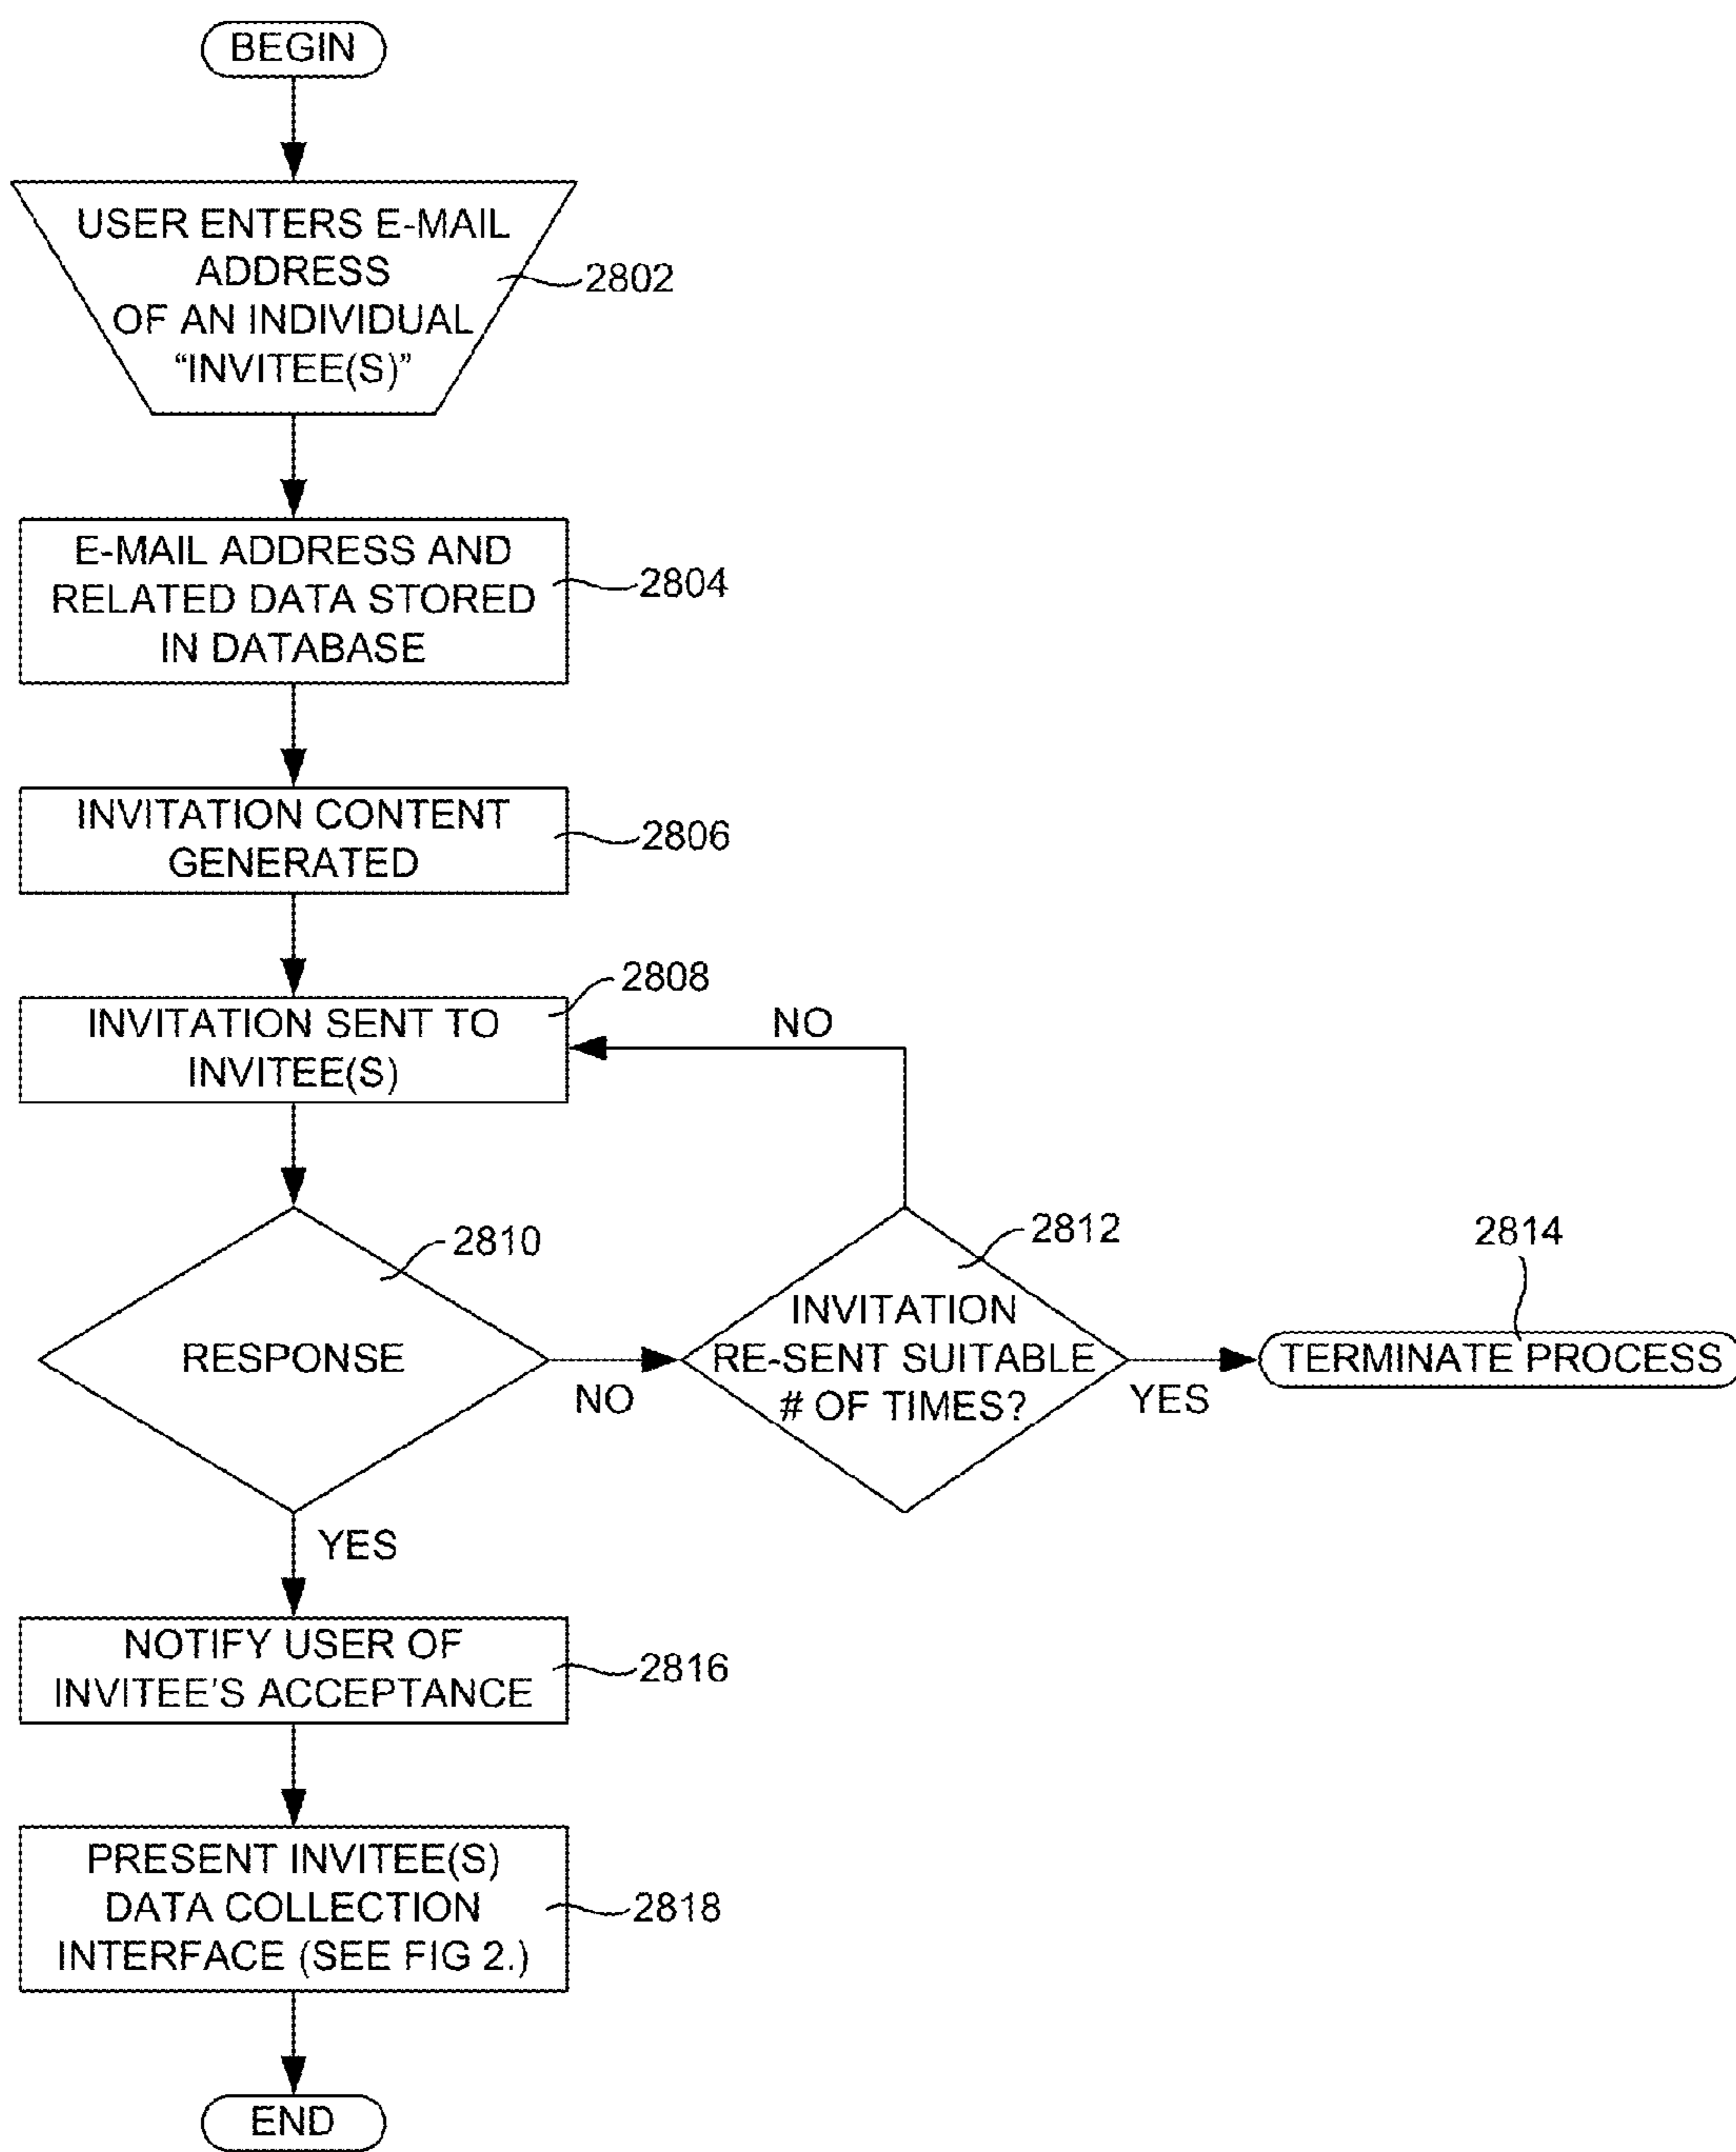 BEGIN
USER ENTERS E-MAIL
ADDRESS
OF AN INDIVIDUAL
“INVITEE(S)”
2802
E-MAIL ADDRESS AND
RELATED DATA STORED
IN DATABASE
2804
INVITATION CONTENT
GENERATED
2806
2808
INVITATION SENT TO
INVITEE(S)
NO
2810
RESPONSE
NO
2812
INVITATION
RE-SENT SUITABLE
# OF TIMES?
YES
2814
TERMINATE PROCESS
YES
NOTIFY USER OF
INVITEE’S ACCEPTANCE
2816
PRESENT INVITEE(S)
DATA COLLECTION
INTERFACE (SEE FIG 2.)
2818
END